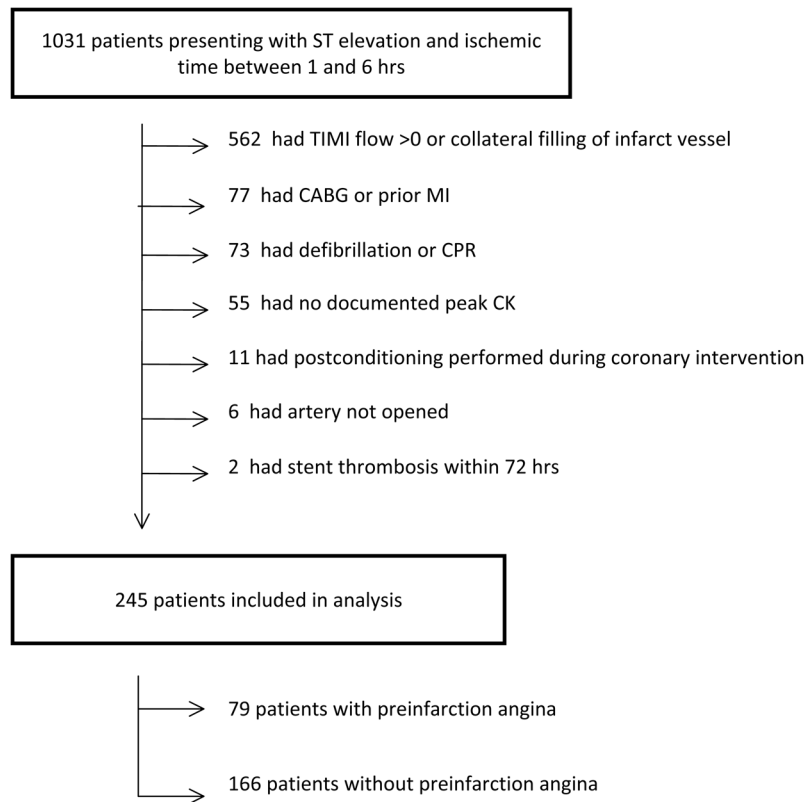 1031 patients presenting with ST elevation and ischemic
time between 1 and 6 hrs
562 had TIMI flow >0 or collateral filling of infarct vessel
77 had CABG or prior MI
73 had defibrillation or CPR
55 had no documented peak CK
11 had postconditioning performed during coronary intervention
6 had artery not opened
2 had stent thrombosis within 72 hrs
245 patients included in analysis
79 patients with preinfarction angina
166 patients without preinfarction angina